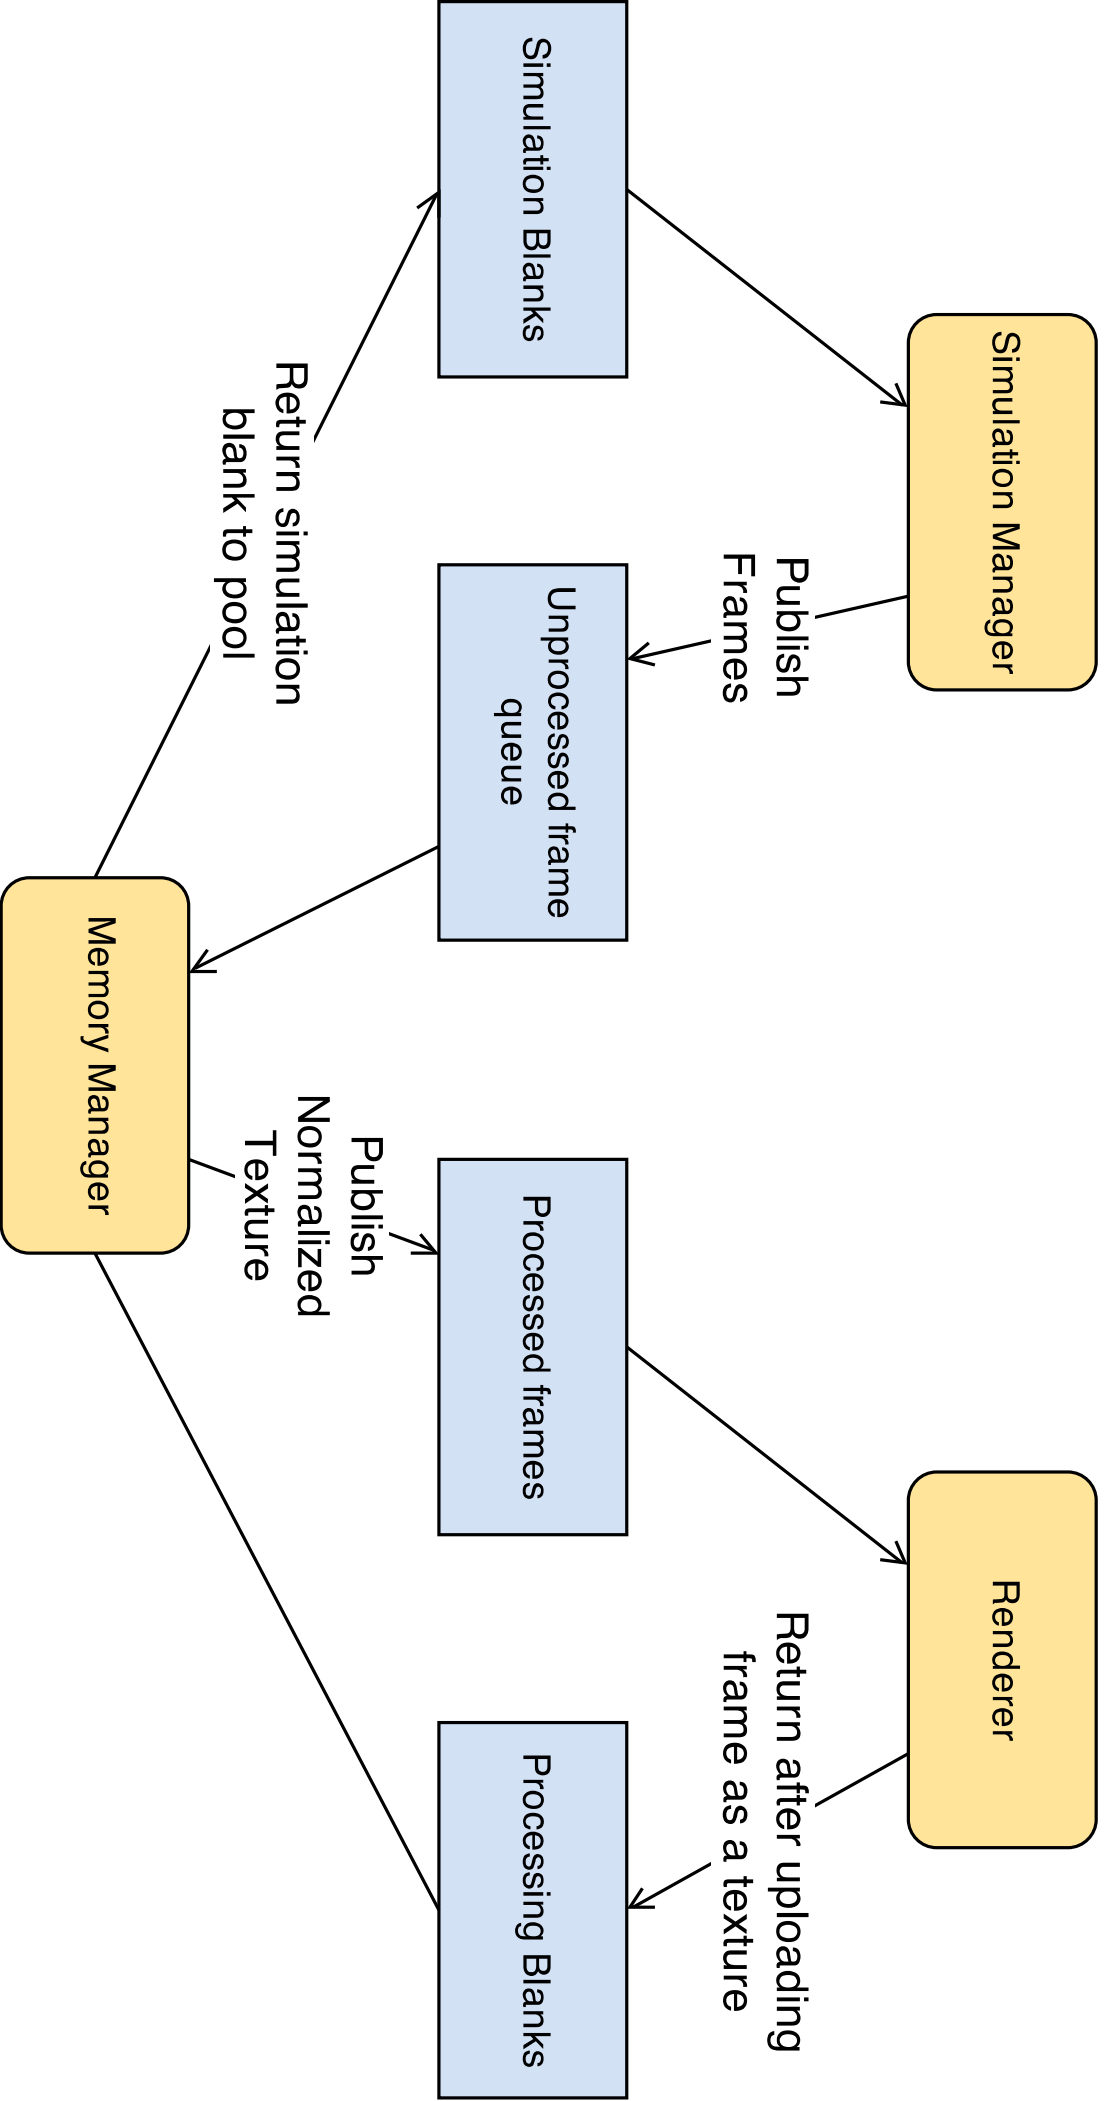 Simulation Manager
Renderer
Publish
Frames
Return after uploading
frame as a texture
Simulation Blanks
Unprocessed frame
queue
Processed frames
Processing Blanks
Return simulation
blank to pool
Publish
Normalized
Texture
Memory Manager